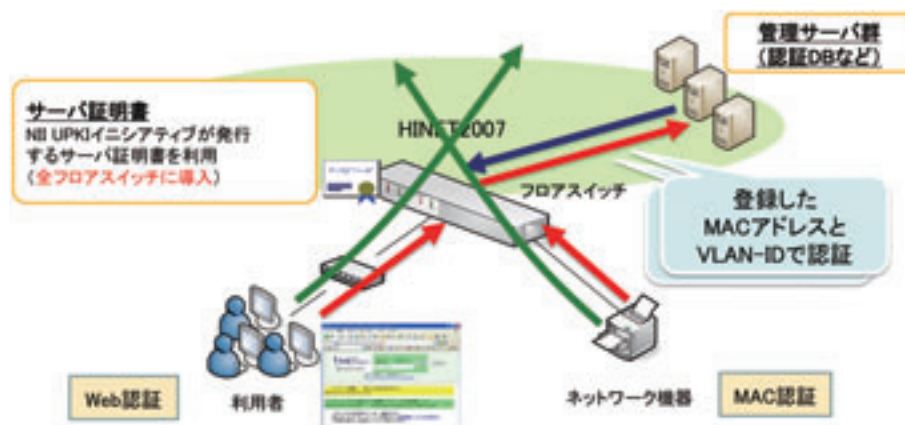 管理サーバ群
(認証DBなど)
サーバ証明書
NII UPKIイニシアティブが発行
するサーバ証明書を利用
(全フロアスイッチに導入)
HINET2007
フロアスイッチ
登録した
MACアドレスと
VLAN-IDで認証
Web認証
利用者
ネットワーク機器
MAC認証